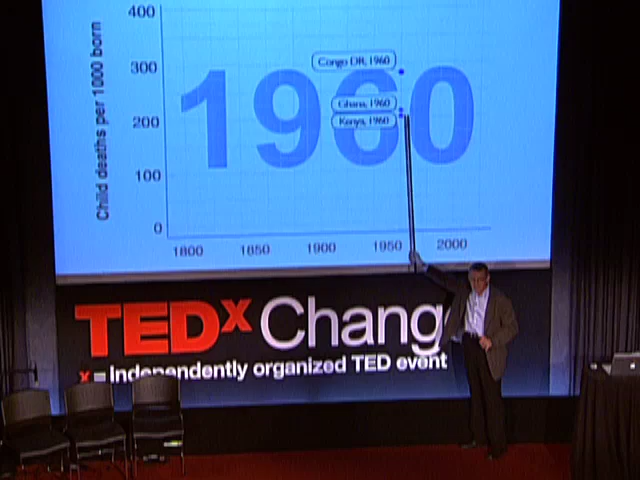 400
300
200
100
0
Child deaths per 1000 born
1960
Congo DR, 1960
Ghana, 1960
Kenya, 1960
1800 1850 1900 1950 2000
TEDx Chang
x = Independently organized TED event